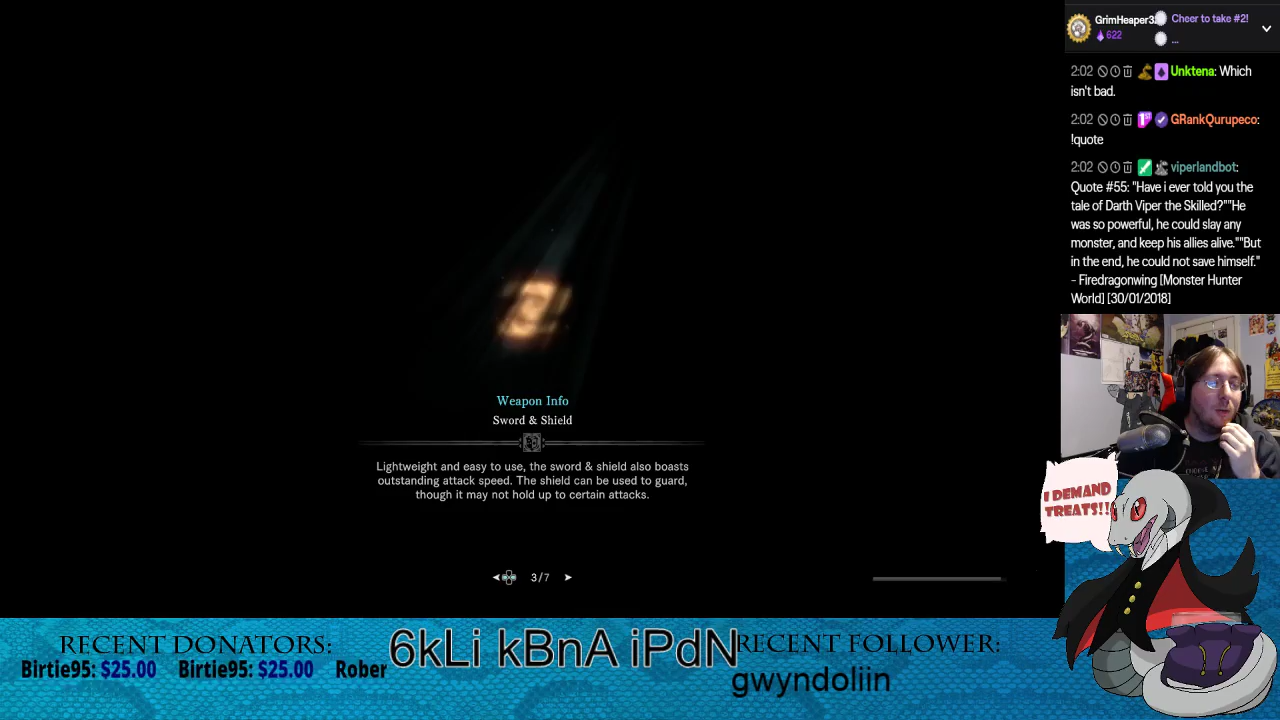 GrimHeaper3
622
Cheer to take #2!
...
2:02 Unktena: Which
isn't bad.
2:02 GRankQurupeco:
!quote
2:02 viperlandbot:
Quote #55: "Have i ever told you the
tale of Darth Viper the Skilled?""He
was so powerful, he could slay any
monster, and keep his allies alive.""But
in the end, he could not save himself."
- Firedragonwing [Monster Hunter
World] [30/01/2018]
Weapon Info
Sword & Shield
Lightweight and easy to use, the sword & shield also boasts
outstanding attack speed. The shield can be used to guard,
though it may not hold up to certain attacks.
3/7
I DEMAND
TREATS!!
RECENT DONATORS:
Birtie95: $25.00 Birtie95: $25.00 Rober
6kLi kBnA iPdN
RECENT FOLLOWER:
gwyndoliin